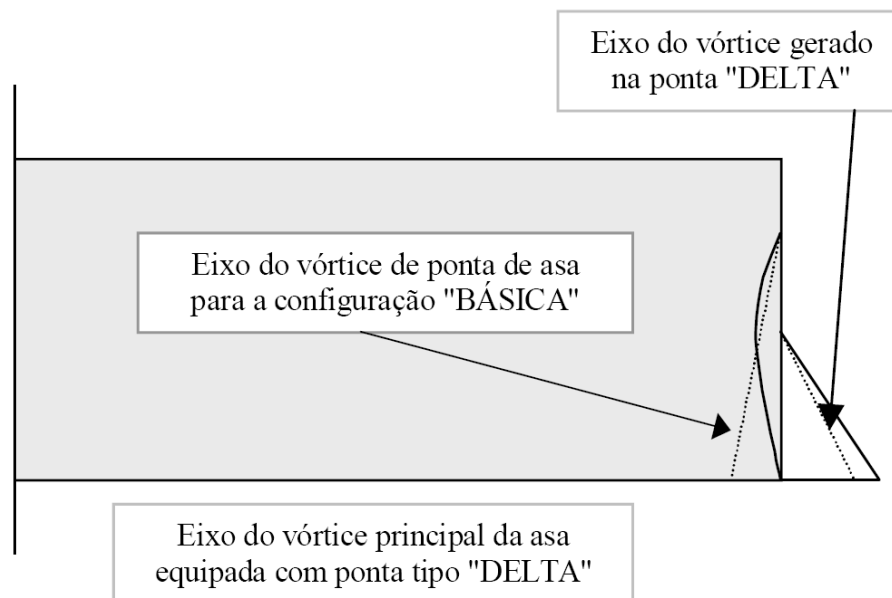 Eixo do vórtice gerado
na ponta "DELTA"
Eixo do vórtice de ponta de asa
para a configuração "BÁSICA"
Eixo do vórtice principal da asa
equipada com ponta tipo "DELTA"